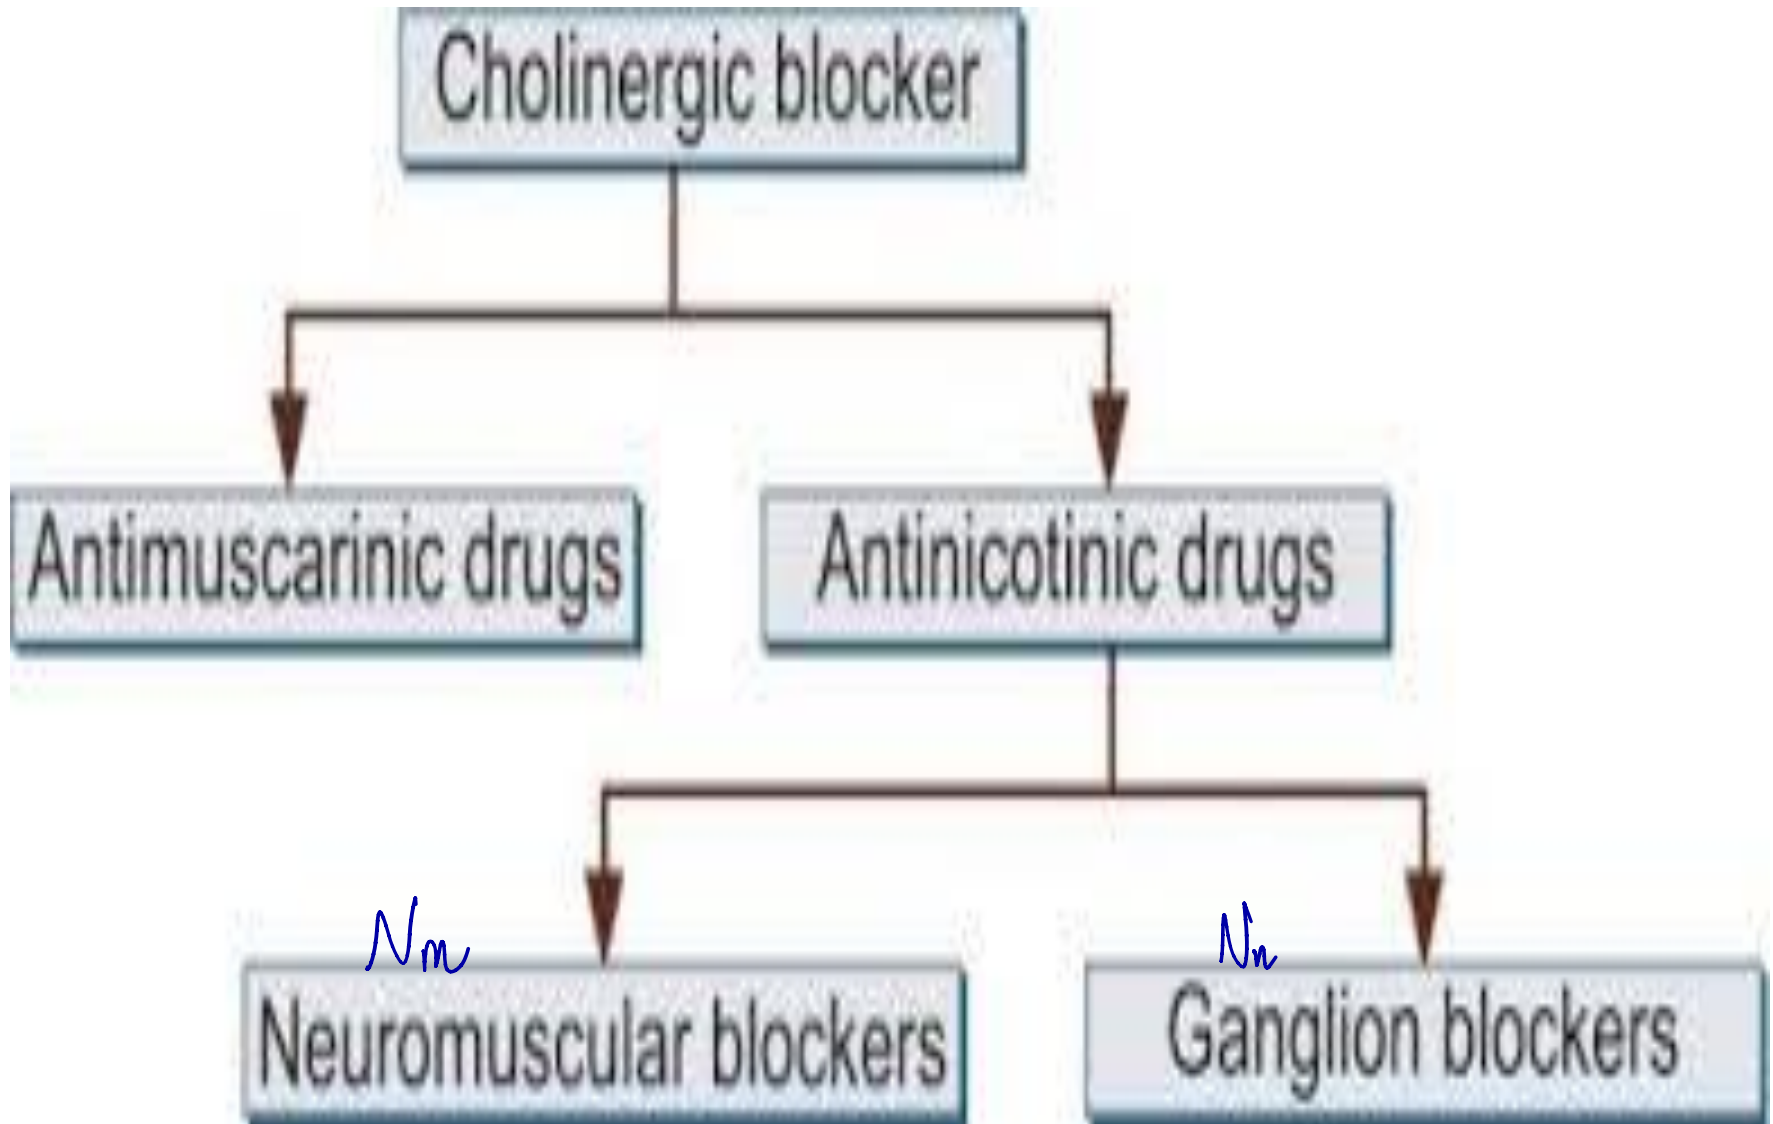 Cholinergic blocker
Antimuscarinic drugs
Antinicotinic drugs
Nm
Nn
Neuromuscular blockers
Ganglion blockers